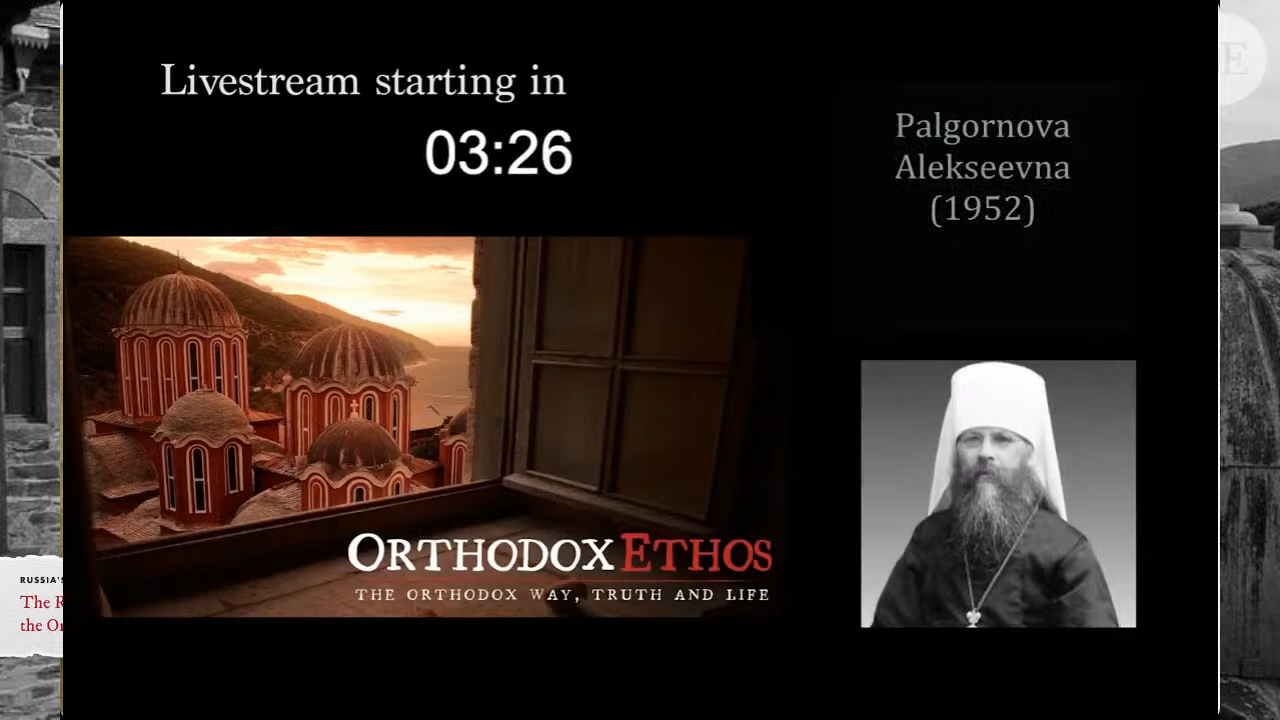 Livestream starting in
03:26
Palgornova
Alekseevna
(1952)
ORTHODOX ETHOS
THE ORTHODOX WAY, TRUTH AND LIFE
RUSSIA'S
The R
the Or
E